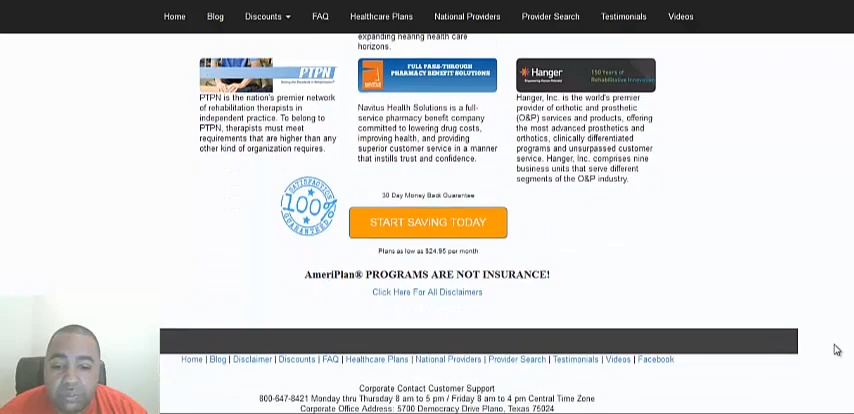 Home Blog Discounts FAQ Healthcare Plans National Providers Provider Search Testimonials Videos
expanding hearing health care
horizons.
PTPN
PTPN is the nation's premier network
of rehabilitation therapists in
independent practice. To belong to
PTPN, therapists must meet
requirements that are higher than any
other kind of organization requires.
FULL PASS-THROUGH
PHARMACY BENEFIT SOLUTIONS
Navitus Health Solutions is a full-
service pharmacy benefit company
committed to lowering drug costs,
improving health, and providing
superior customer service in a manner
that instills trust and confidence.
Hanger
150 Years of
Rehabilitative Innovation
Hanger, Inc. is the world's premier
provider of orthotic and prosthetic
(O&P) services and products, offering
the most advanced prosthetics and
orthotics, clinically differentiated
programs and unsurpassed customer
service. Hanger, Inc. comprises nine
business units that serve different
segments of the O&P industry.
SATISFACTION
100%
GUARANTEED
30 Day Money Back Guarantee
START SAVING TODAY
Plans as low as $24.95 per month
AmeriPlan® PROGRAMS ARE NOT INSURANCE!
Click Here For All Disclaimers
Home | Blog | Disclaimer | Discounts | FAQ | Healthcare Plans | National Providers | Provider Search | Testimonials | Videos | Facebook
Corporate Contact Customer Support
800-647-8421 Monday thru Thursday 8 am to 5 pm / Friday 8 am to 4 pm Central Time Zone
Corporate Office Address: 5700 Democracy Drive Plano, Texas 75024